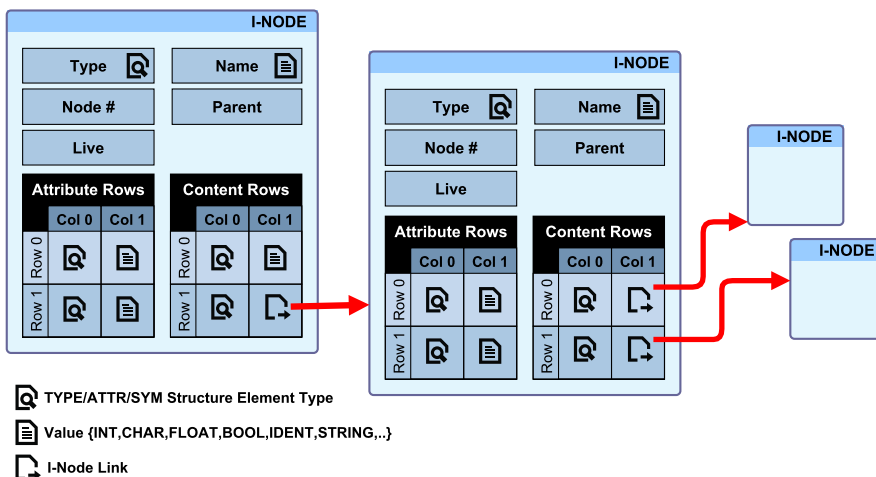 I-NODE
Type Name
Node # Parent
Live
Attribute Rows Content Rows
Col 0 Col 1 Col 0 Col 1
Row 0 Row 0
Row 1 Row 1
I-NODE
Type Name
Node # Parent
Live
Attribute Rows Content Rows
Col 0 Col 1 Col 0 Col 1
Row 0 Row 0
Row 1 Row 1
I-NODE
I-NODE
TYPE/ATTR/SYM Structure Element Type
Value {INT,CHAR,FLOAT,BOOL,IDENT,STRING,..}
I-Node Link